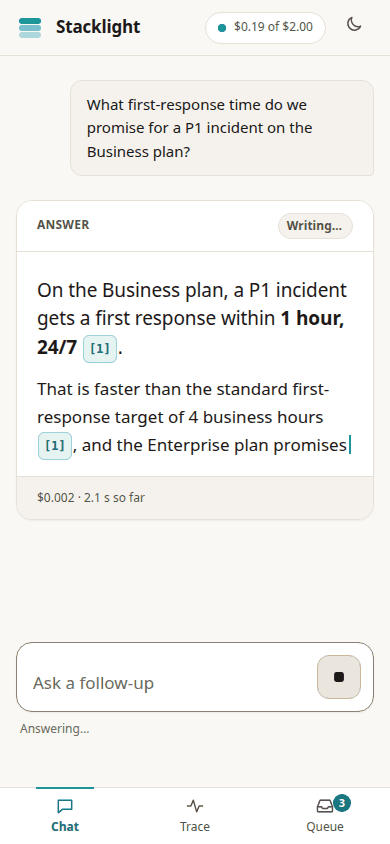 Stacklight
$0.19 of $2.00
What first-response time do we
promise for a P1 incident on the
Business plan?
ANSWER
Writing…
On the Business plan, a P1 incident
gets a first response within 1 hour,
24/7 [1].
That is faster than the standard first-
response target of 4 business hours
[1], and the Enterprise plan promises
$0.002 · 2.1 s so far
Ask a follow-up
Answering…
3
Chat
Trace
Queue